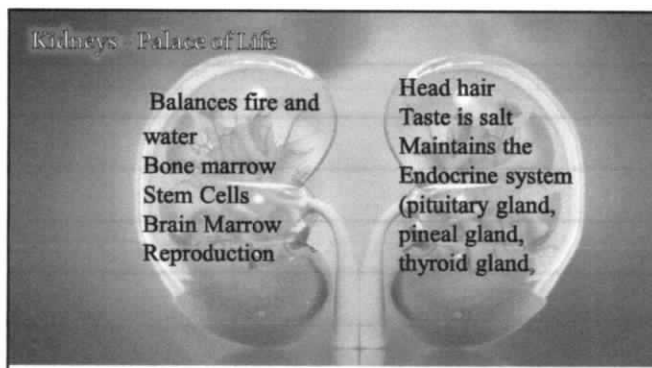 Kidneys - Palace of Life
Balances fire and
water
Bone marrow
Stem Cells
Brain Marrow
Reproduction
Head hair
Taste is salt
Maintains the
Endocrine system
(pituitary gland,
pineal gland,
thyroid gland,